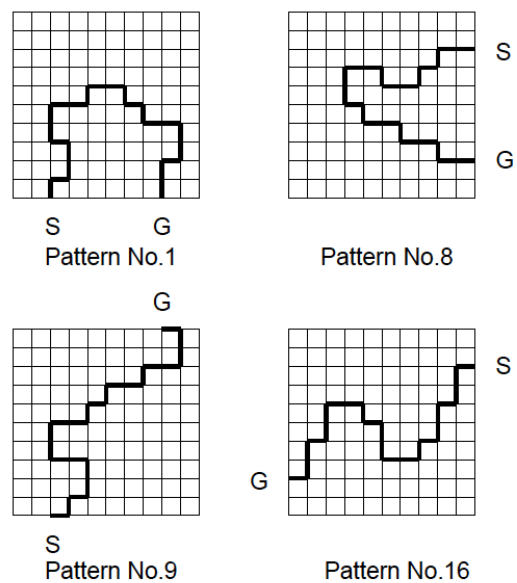 S
G
S G
Pattern No.1
Pattern No.8
G
S
G
S
Pattern No.9
Pattern No.16